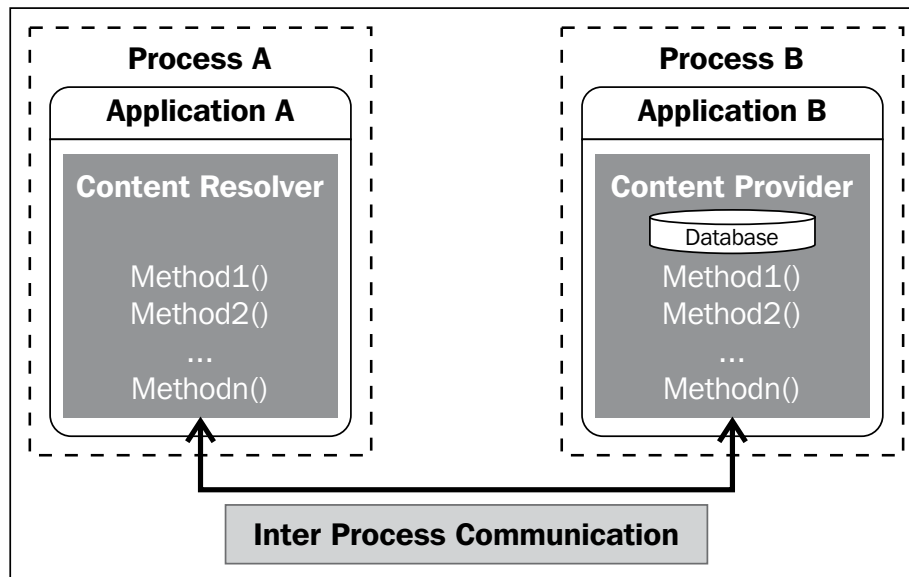 Process A
Application A
Content Resolver
Method1()
Method2()
...
Methodn()
Process B
Application B
Content Provider
Database
Method1()
Method2()
...
Methodn()
Inter Process Communication